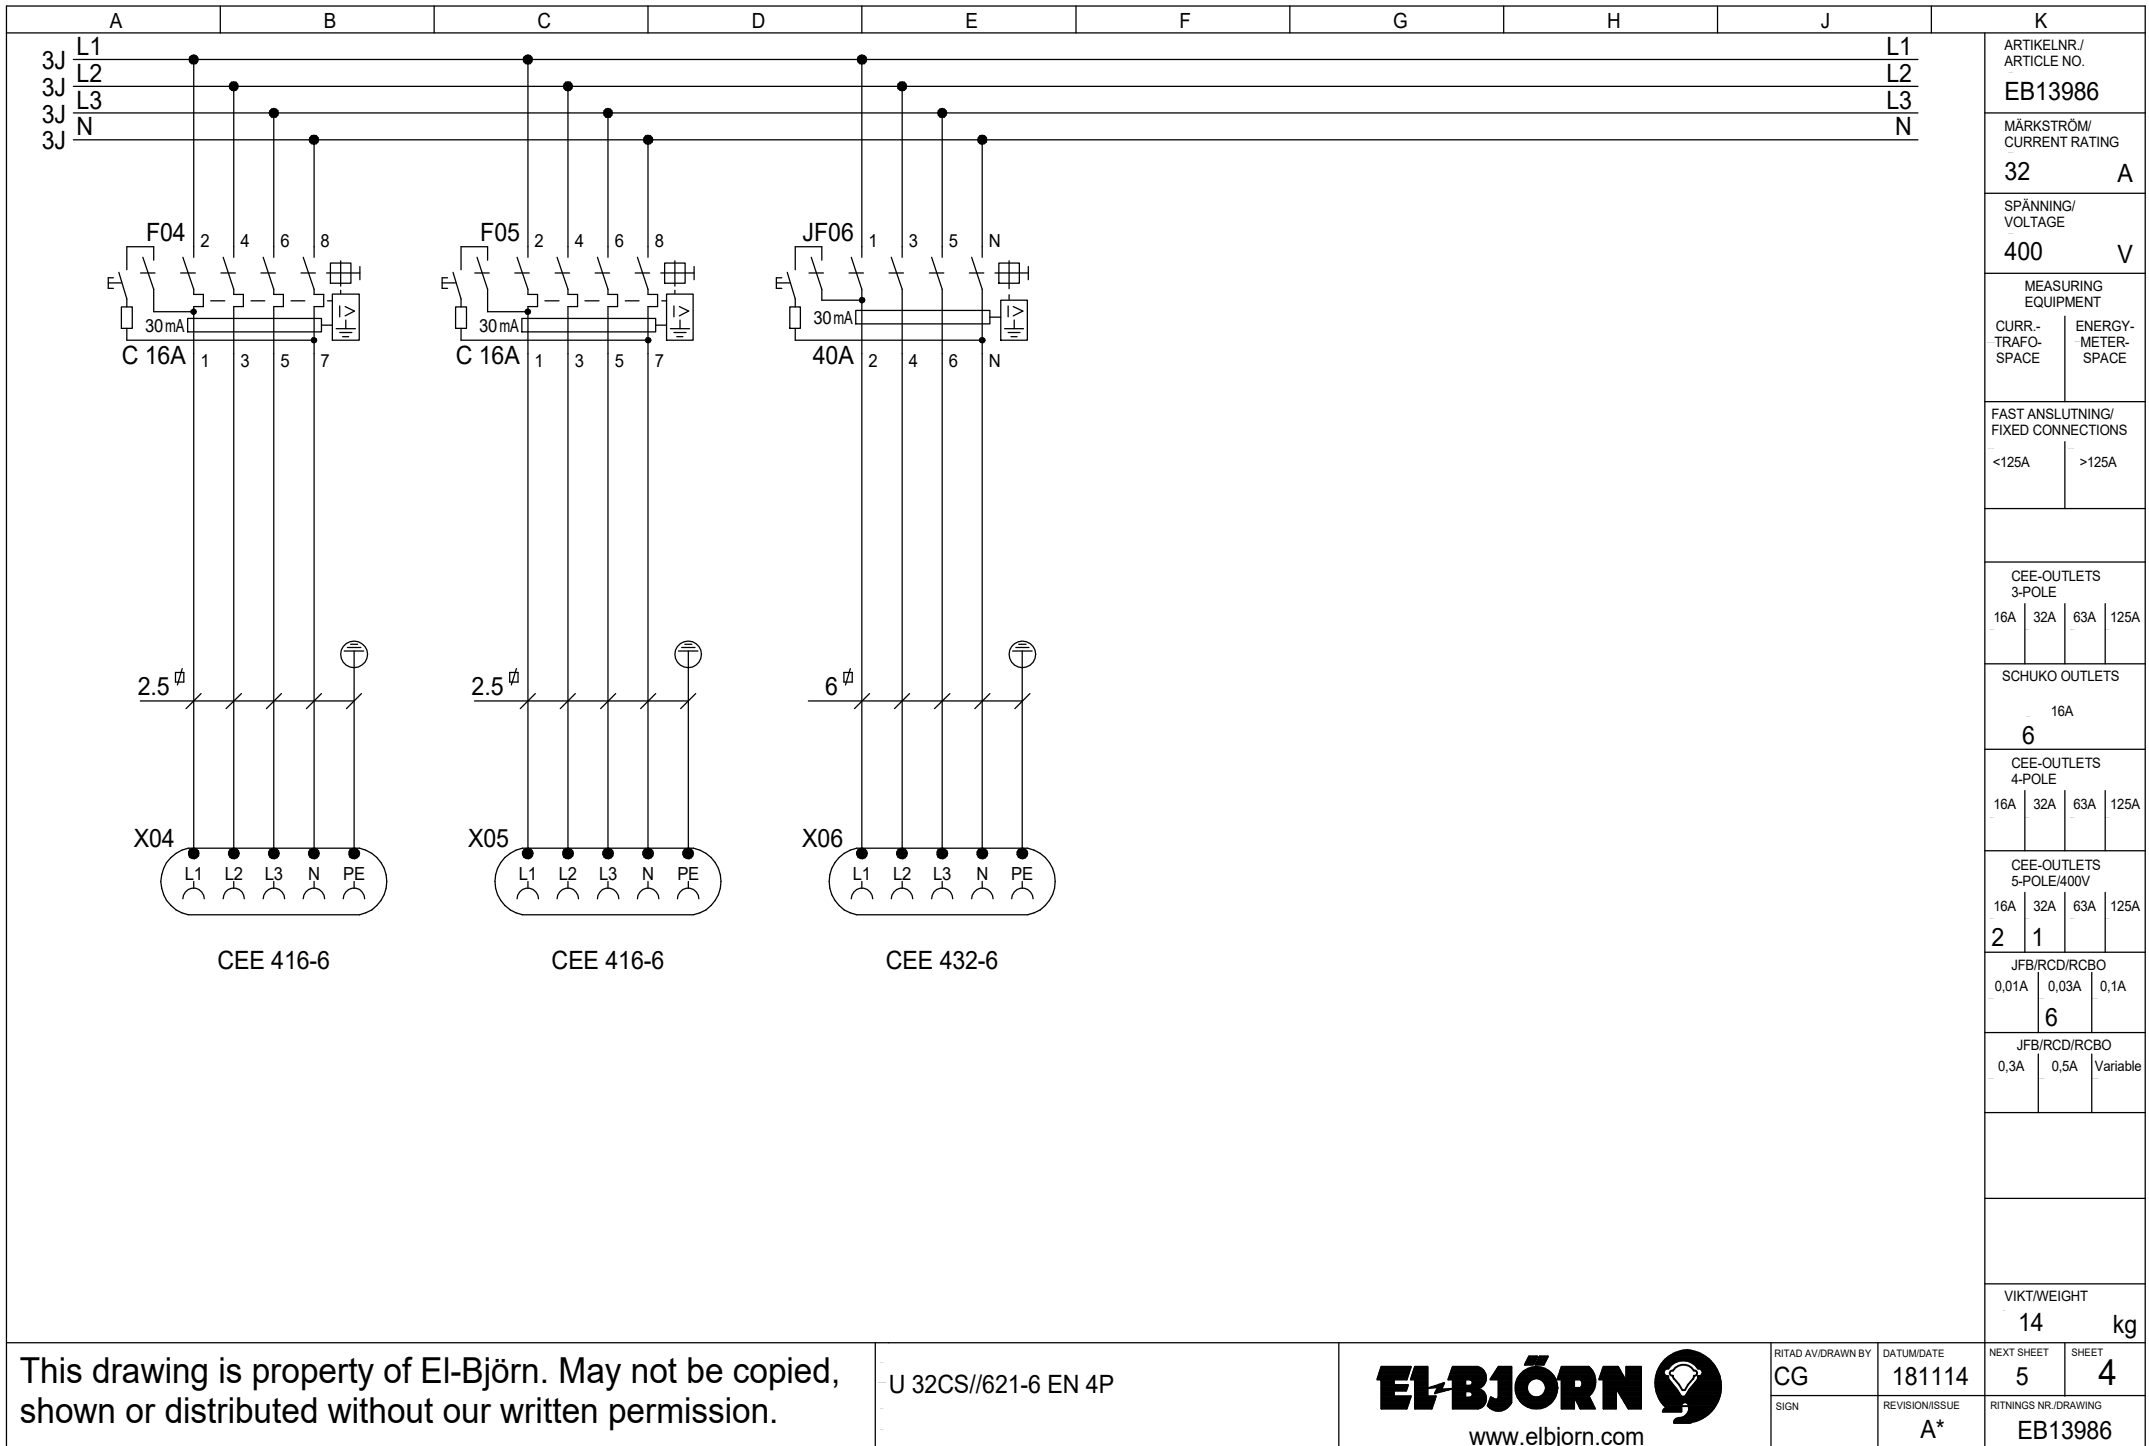 A B C D E F G H J K
3J L1 L1
3J L2 L2
3J L3 L3
3J N N
F04 2 4 6 8
30 mA
I>
C 16A 1 3 5 7
F05 2 4 6 8
30 mA
I>
C 16A 1 3 5 7
JF06 1 3 5 N
30 mA
I>
40A 2 4 6 N
2.5
2.5
6
X04
L1 L2 L3 N PE
CEE 416-6
X05
L1 L2 L3 N PE
CEE 416-6
X06
L1 L2 L3 N PE
CEE 432-6
ARTIKELNR./
ARTICLE NO.
EB13986
MÄRKSTRÖM/
CURRENT RATING
32 A
SPÄNNING/
VOLTAGE
400 V
MEASURING
EQUIPMENT
CURR.-
TRAFO-
SPACE
ENERGY-
METER-
SPACE
FAST ANSLUTNING/
FIXED CONNECTIONS
<125A >125A
CEE-OUTLETS
3-POLE
16A 32A 63A 125A
SCHUKO OUTLETS
16A
6
CEE-OUTLETS
4-POLE
16A 32A 63A 125A
CEE-OUTLETS
5-POLE/400V
16A 32A 63A 125A
2 1
JFB/RCD/RCBO
0,01A 0,03A 0,1A
6
JFB/RCD/RCBO
0,3A 0,5A Variable
VIKT/WEIGHT
14 kg
This drawing is property of El-Björn. May not be copied,
shown or distributed without our written permission.
U 32CS//621-6 EN 4P
EL-BJÖRN
www.elbjorn.com
RITAD AV/DRAWN BY
CG
DATUM/DATE
181114
NEXT SHEET
5
SHEET
4
SIGN
REVISION/ISSUE
A*
RITNINGS NR./DRAWING
EB13986